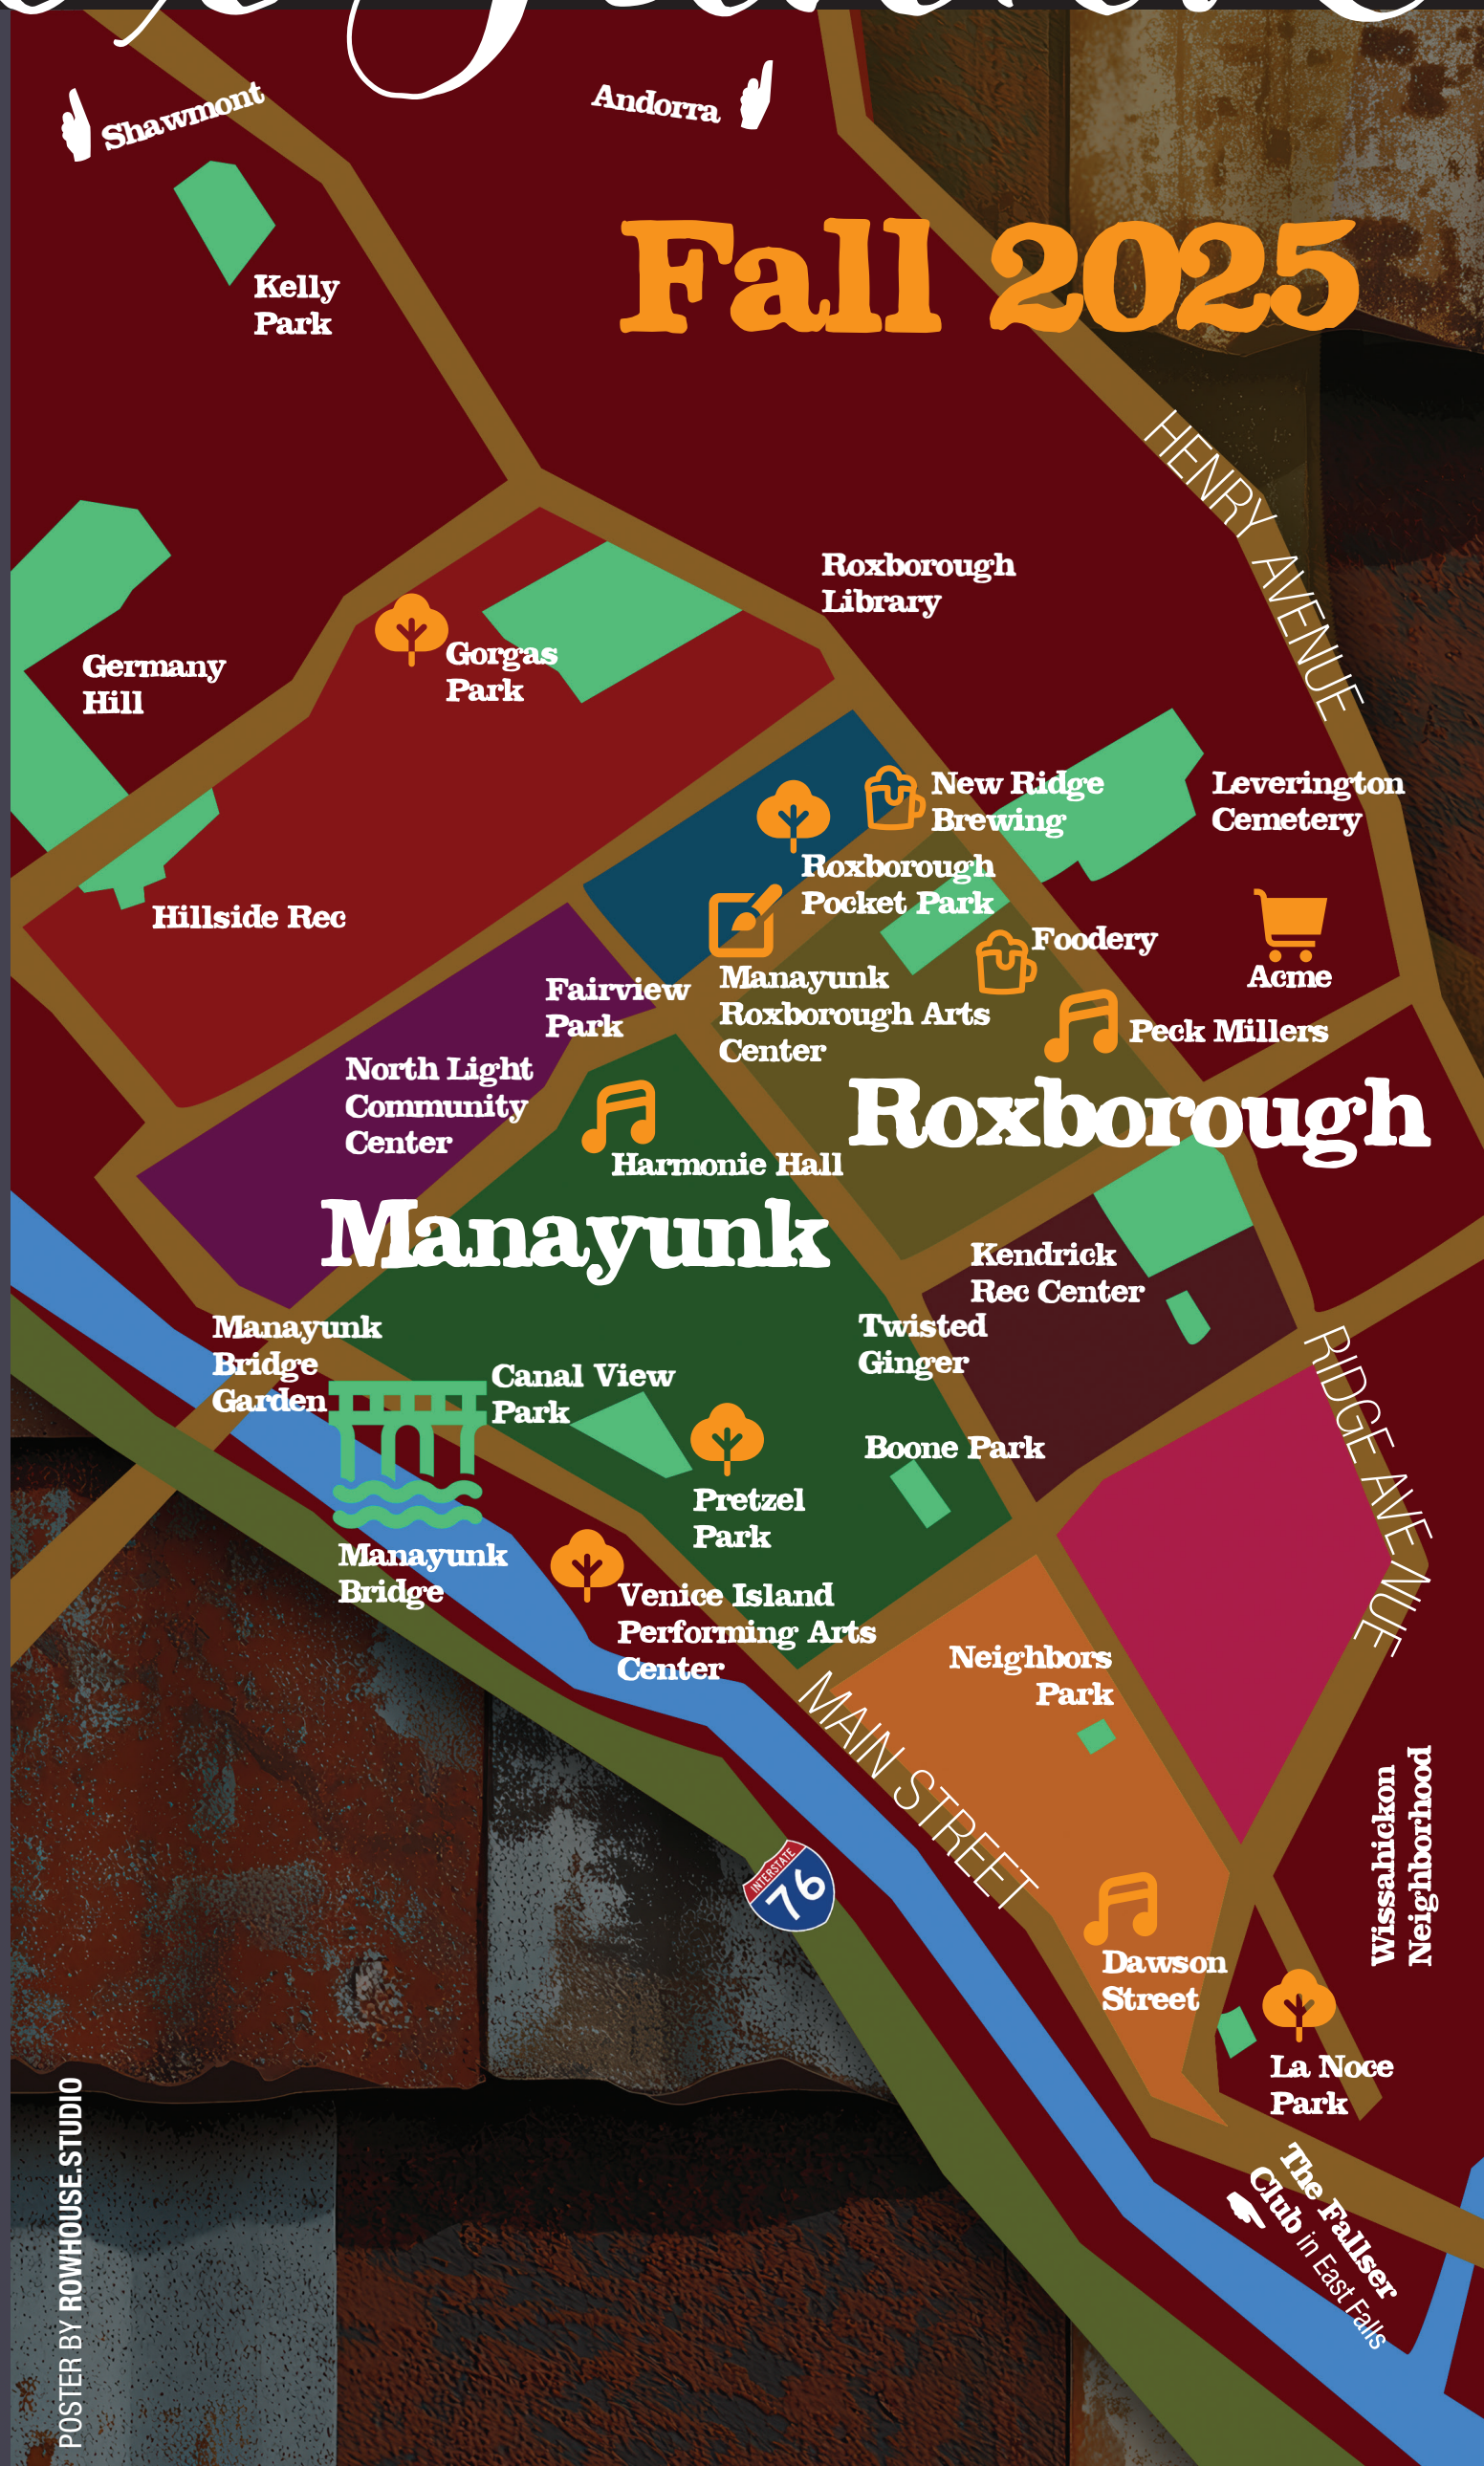 Shawmont
Andorra
Kelly
Park
Fall 2025
HENRY AVENUE
Roxborough
Library
Germany
Hill
Gorgas
Park
New Ridge
Brewing
Leverington
Cemetery
Roxborough
Pocket Park
Hillside Rec
Foodery
Acme
Fairview
Park
Manayunk
Roxborough Arts
Center
Peck Millers
North Light
Community
Center
Roxborough
Harmonie Hall
Manayunk
Kendrick
Rec Center
Manayunk
Bridge
Garden
Twisted
Ginger
Canal View
Park
RIDGE AVENUE
Boone Park
Pretzel
Park
Manayunk
Bridge
Venice Island
Performing Arts
Center
Neighbors
Park
MAIN STREET
Wissahickon
Neighborhood
INTERSTATE
76
Dawson
Street
La Noce
Park
The Fallser
Club in East Falls
POSTER BY ROWHOUSE.STUDIO